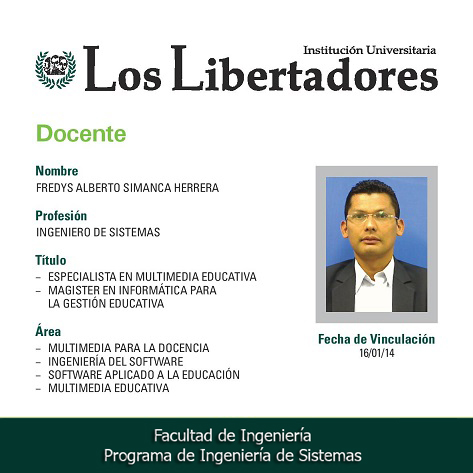 Institución Universitaria
Los Libertadores
Docente
Nombre
FREDYS ALBERTO SIMANCA HERRERA
Profesión
INGENIERO DE SISTEMAS
Título
– ESPECIALISTA EN MULTIMEDIA EDUCATIVA
– MAGISTER EN INFORMÁTICA PARA
LA GESTIÓN EDUCATIVA
Área
– MULTIMEDIA PARA LA DOCENCIA
– INGENIERÍA DEL SOFTWARE
– SOFTWARE APLICADO A LA EDUCACIÓN
– MULTIMEDIA EDUCATIVA
Fecha de Vinculación
16/01/14
Facultad de Ingeniería
Programa de Ingeniería de Sistemas